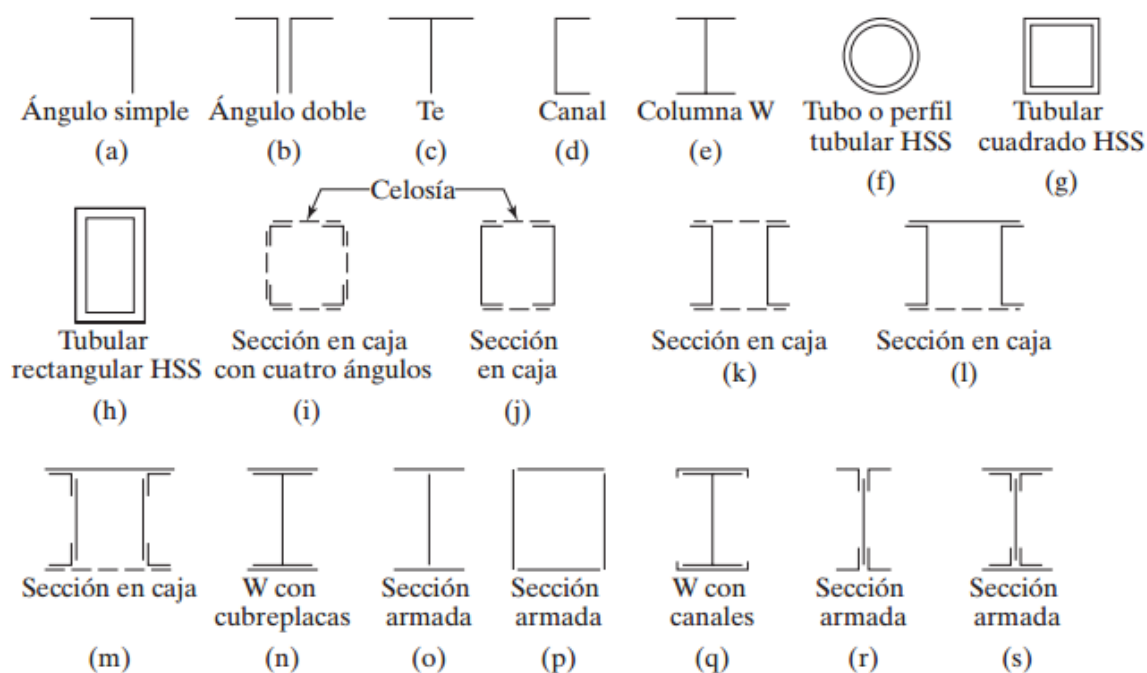 Ángulo simple
(a)
Ángulo doble
(b)
Te
(c)
Canal
(d)
Columna W
(e)
Tubo o perfil
tubular HSS
(f)
Tubular
cuadrado HSS
(g)
Celosía
Tubular
rectangular HSS
(h)
Sección en caja
con cuatro ángulos
(i)
Sección
en caja
(j)
Sección en caja
(k)
Sección en caja
(l)
Sección en caja
(m)
W con
cubreplacas
(n)
Sección
armada
(o)
Sección
armada
(p)
W con
canales
(q)
Sección
armada
(r)
Sección
armada
(s)